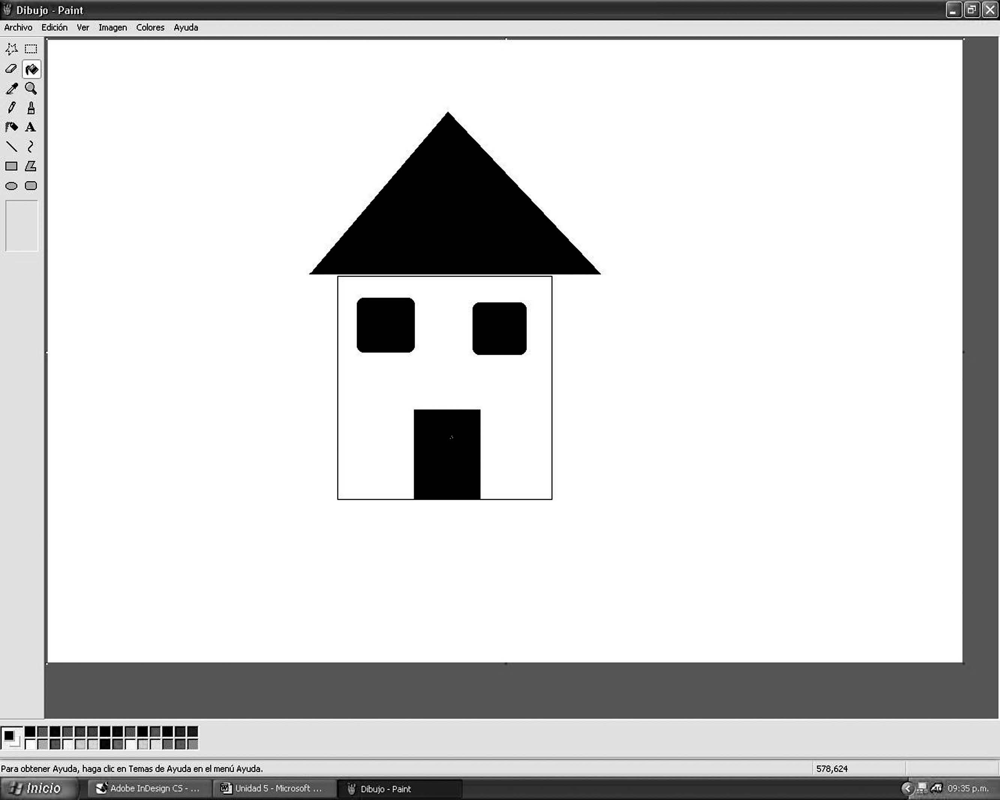 Dibujo - Paint
Archivo Edición Ver Imagen Colores Ayuda
A
Para obtener Ayuda, haga clic en Temas de Ayuda en el menú Ayuda.
578,624
Inicio
Adobe InDesign CS - ...
Unidad 5 - Microsoft ...
Dibujo - Paint
09:35 p.m.